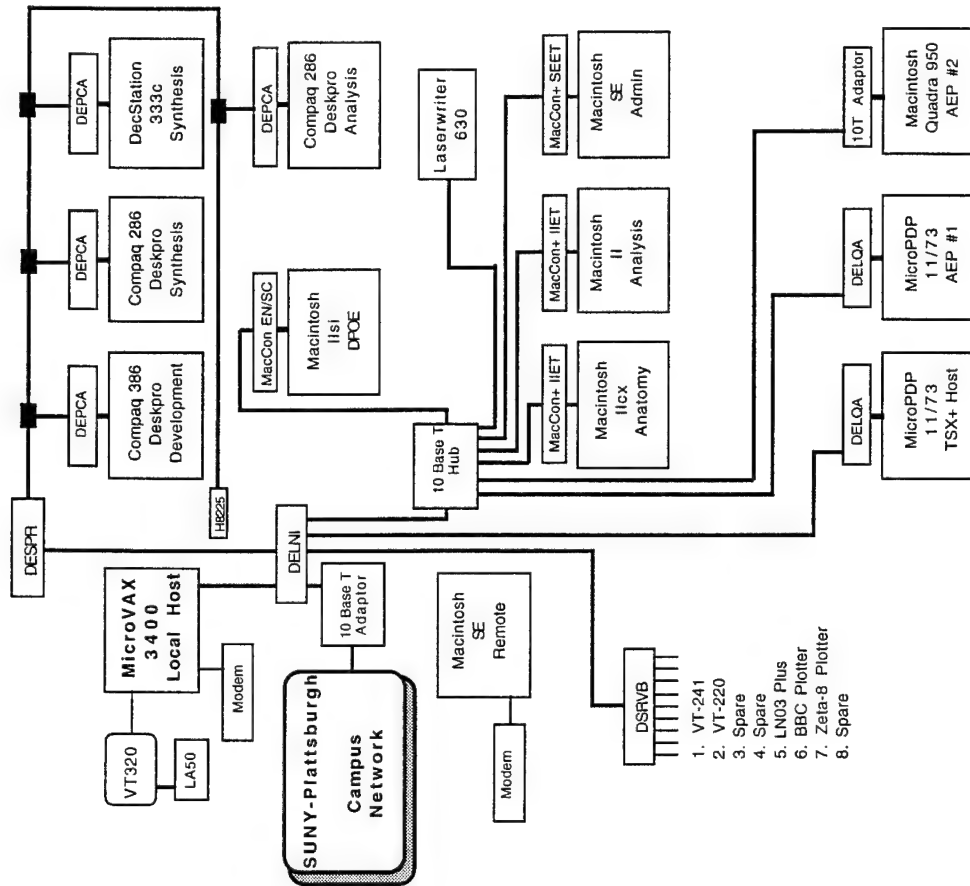 VT320
LA50
MicroVAX
3400
Local Host
Modem
SUNY-Plattsburgh
Campus
Network
10 Base T
Adaptor
DELNI
DESPR
H8225
DEPCA
Compaq 386
Deskpro
Development
DEPCA
Compaq 286
Deskpro
Synthesis
DEPCA
DecStation
333c
Synthesis
DEPCA
Compaq 286
Deskpro
Analysis
Modem
Macintosh
SE
Remote
10 Base T
Hub
MacCon EN/SC
Macintosh
IIsi
DPOE
Laserwriter
630
MacCon+ IIET
Macintosh
IIcx
Anatomy
MacCon+ IIET
Macintosh
II
Analysis
MacCon+ SEET
Macintosh
SE
Admin
DSRVB
1. VT-241
2. VT-220
3. Spare
4. Spare
5. LN03 Plus
6. BBC Plotter
7. Zeta-8 Plotter
8. Spare
DELQA
MicroPDP
11/73
TSX+ Host
DELQA
MicroPDP
11/73
AEP #1
10T Adaptor
Macintosh
Quadra 950
AEP #2